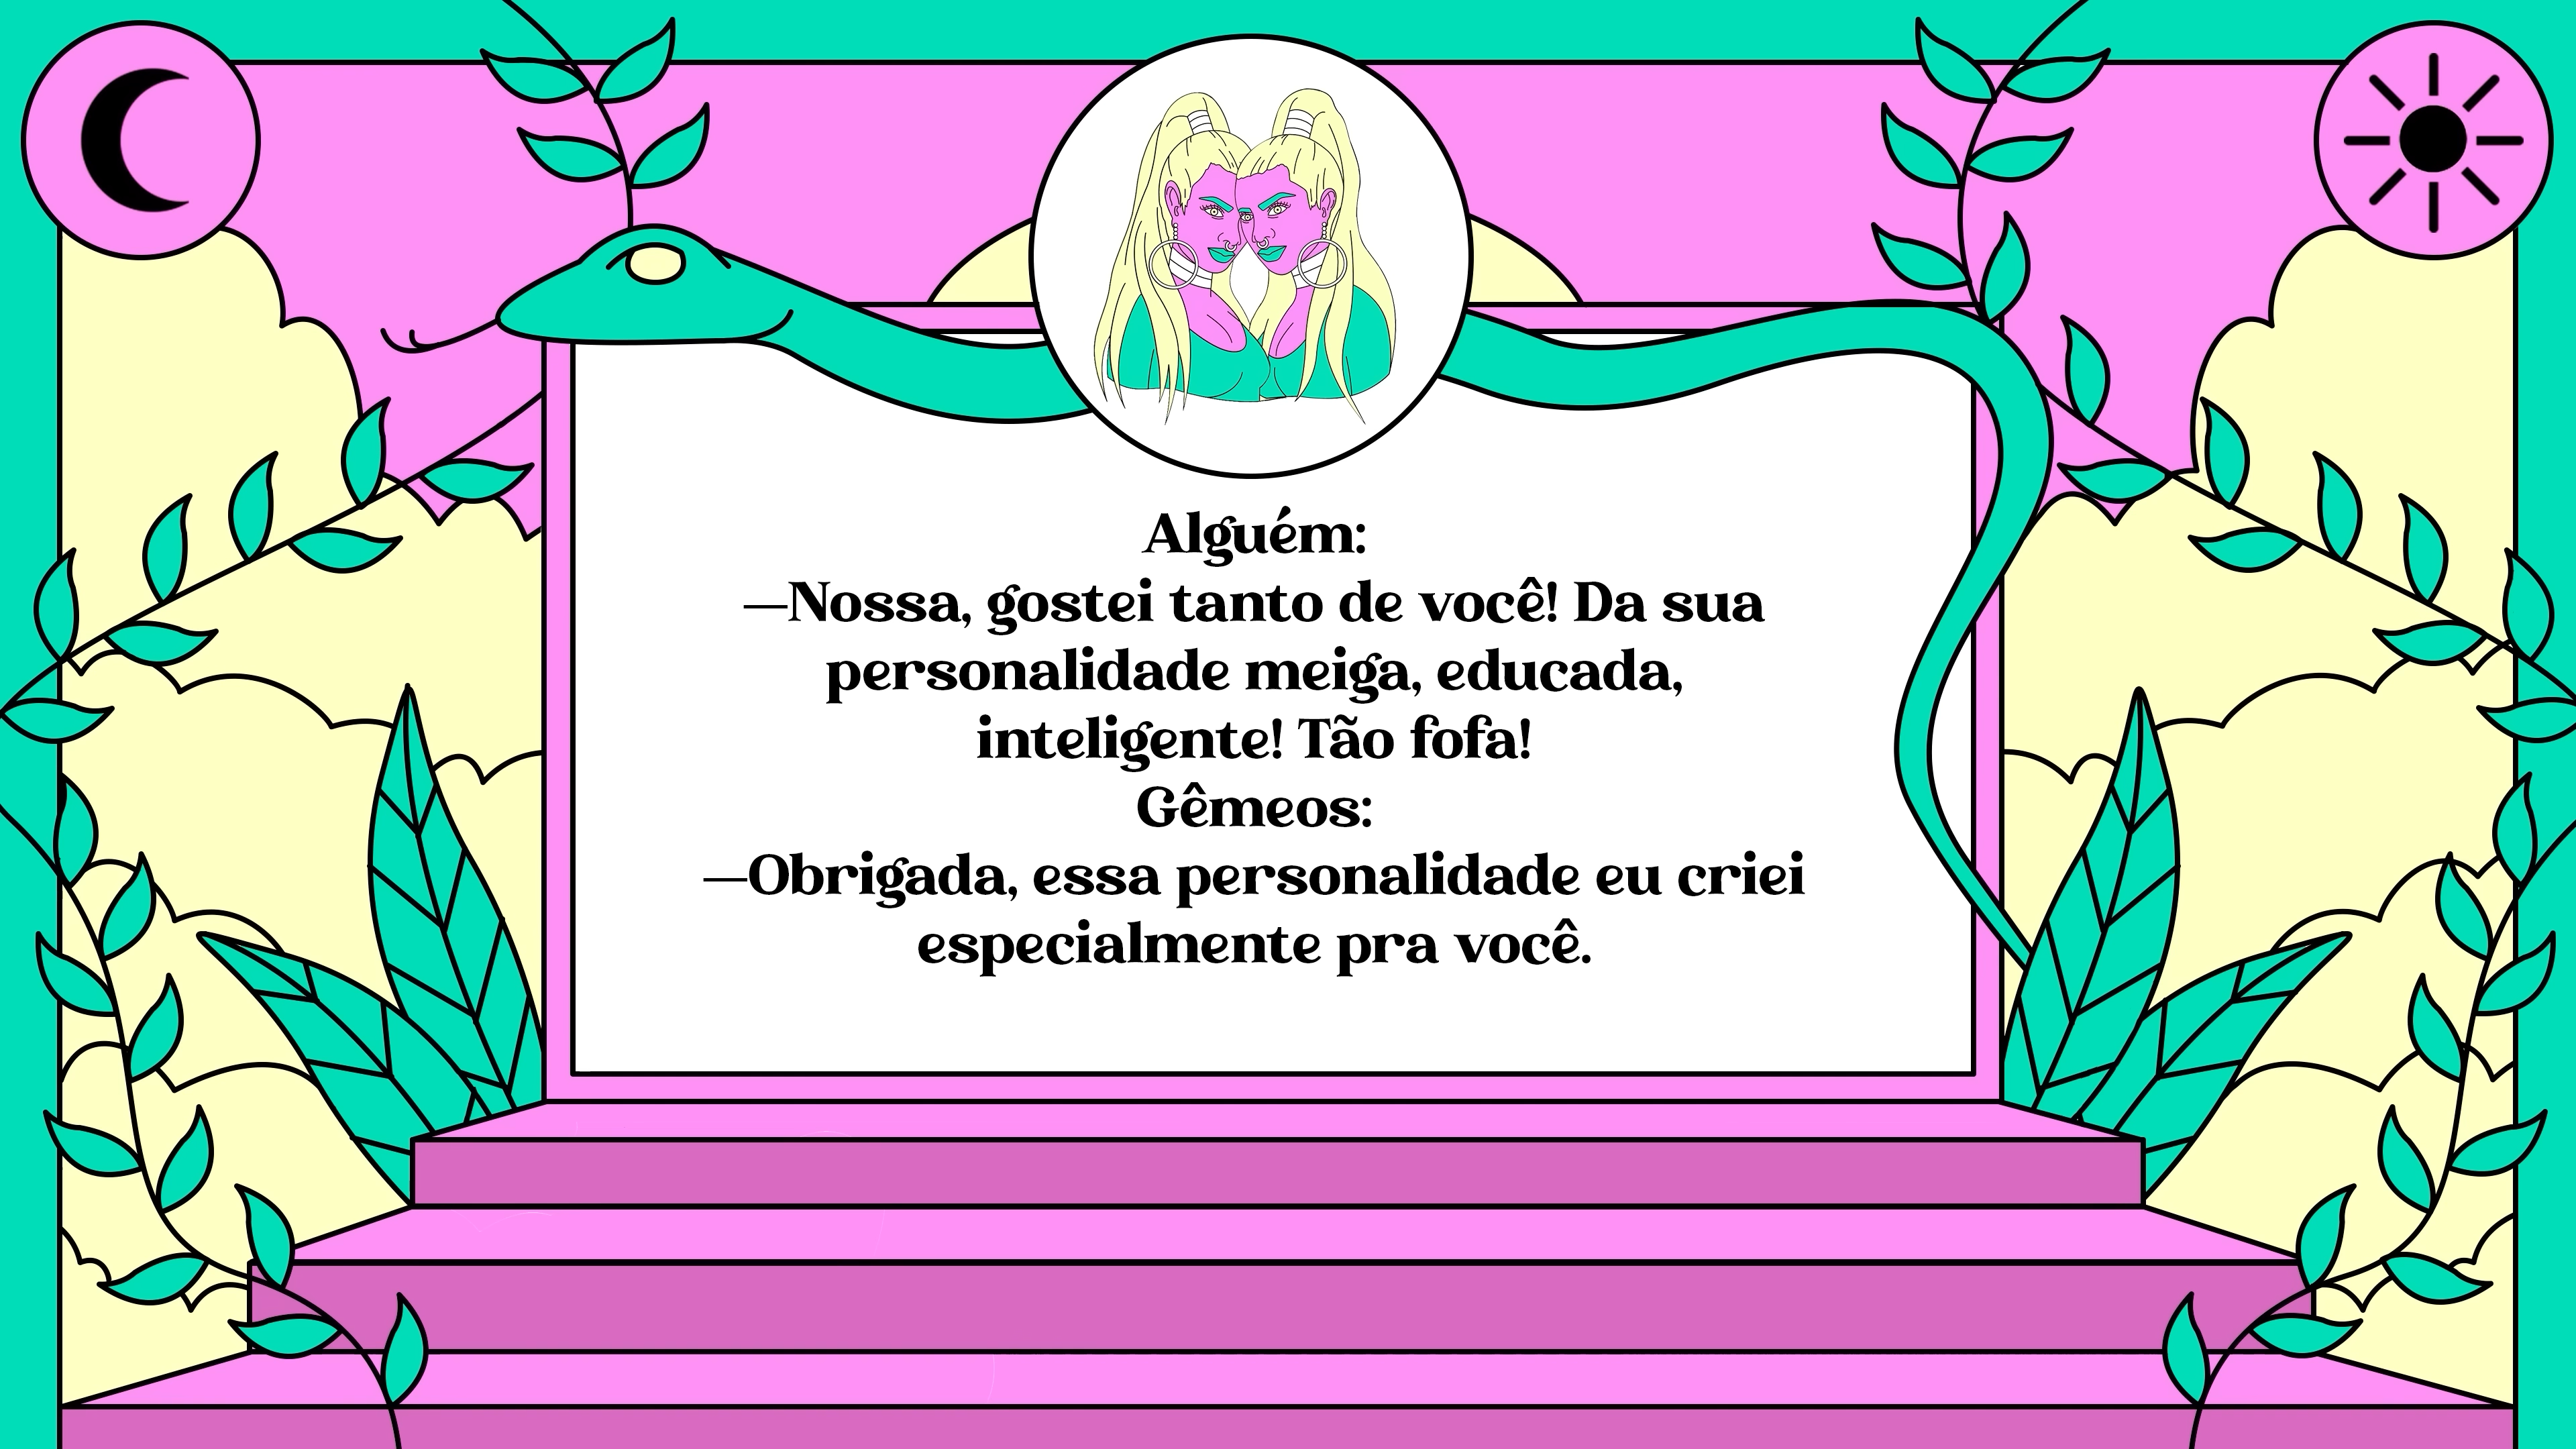 Alguém:
—Nossa, gostei tanto de você! Da sua
personalidade meiga, educada,
inteligente! Tão fofa!
Gêmeos:
—Obrigada, essa personalidade eu criei
especialmente pra você.